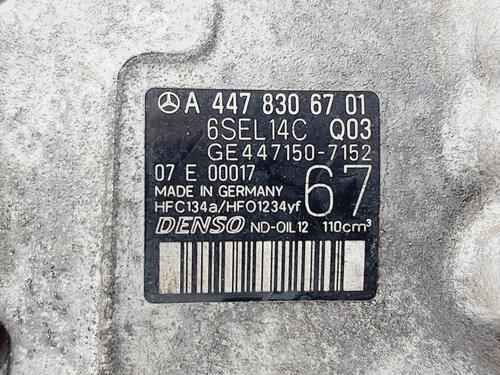 A 447 830 67 01
6SEL14C Q03
GE447150-7152
07 E 00017
MADE IN GERMANY
67
HFC134a/HFO1234yf
DENSO ND-OIL12 110cm³